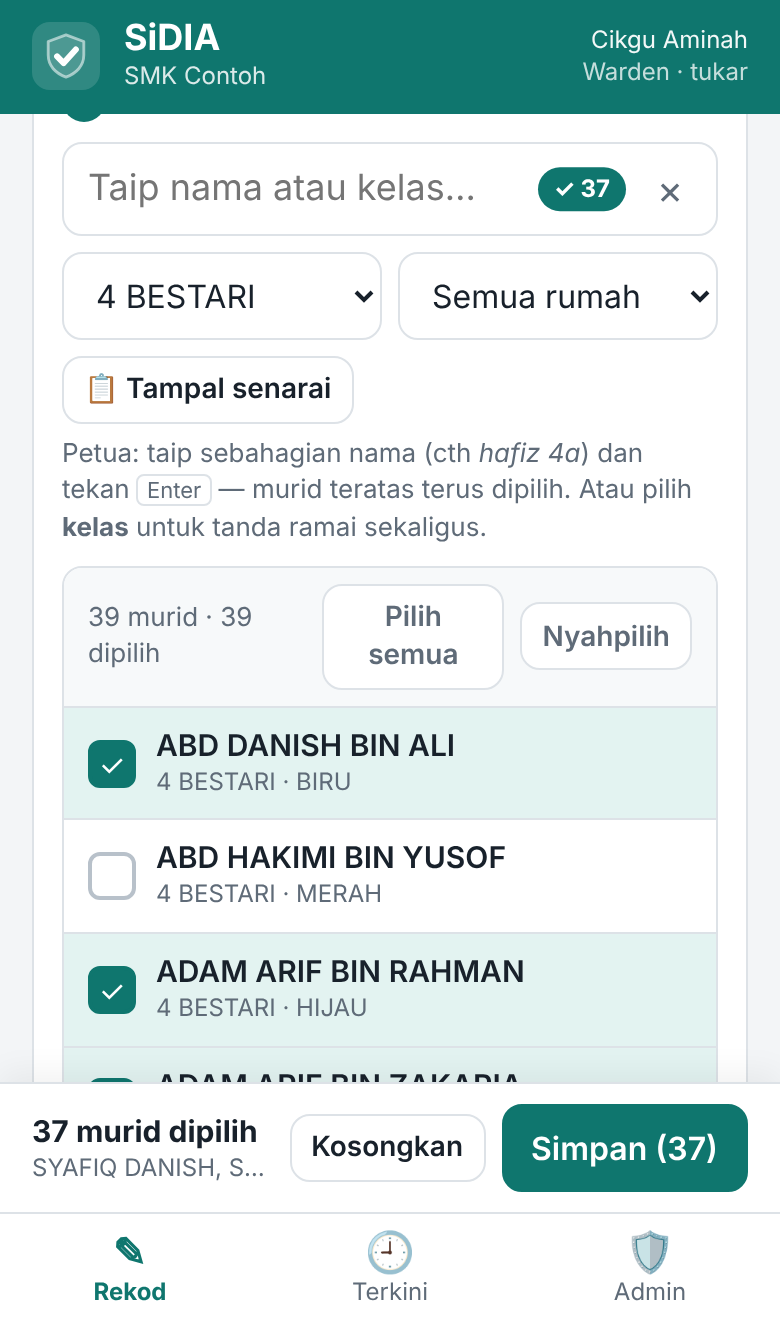 SiDIA
SMK Contoh
Cikgu Aminah
Warden · tukar
Taip nama atau kelas...
✓ 37
×
4 BESTARI
Semua rumah
📋 Tampal senarai
Petua: taip sebahagian nama (cth hafiz 4a) dan
tekan Enter — murid teratas terus dipilih. Atau pilih
kelas untuk tanda ramai sekaligus.
39 murid · 39
dipilih
Pilih
semua
Nyahpilih
ABD DANISH BIN ALI
4 BESTARI · BIRU
ABD HAKIMI BIN YUSOF
4 BESTARI · MERAH
ADAM ARIF BIN RAHMAN
4 BESTARI · HIJAU
ADAM ARIF BIN ZAKARIA
37 murid dipilih
SYAFIQ DANISH, S...
Kosongkan
Simpan (37)
Rekod
Terkini
Admin